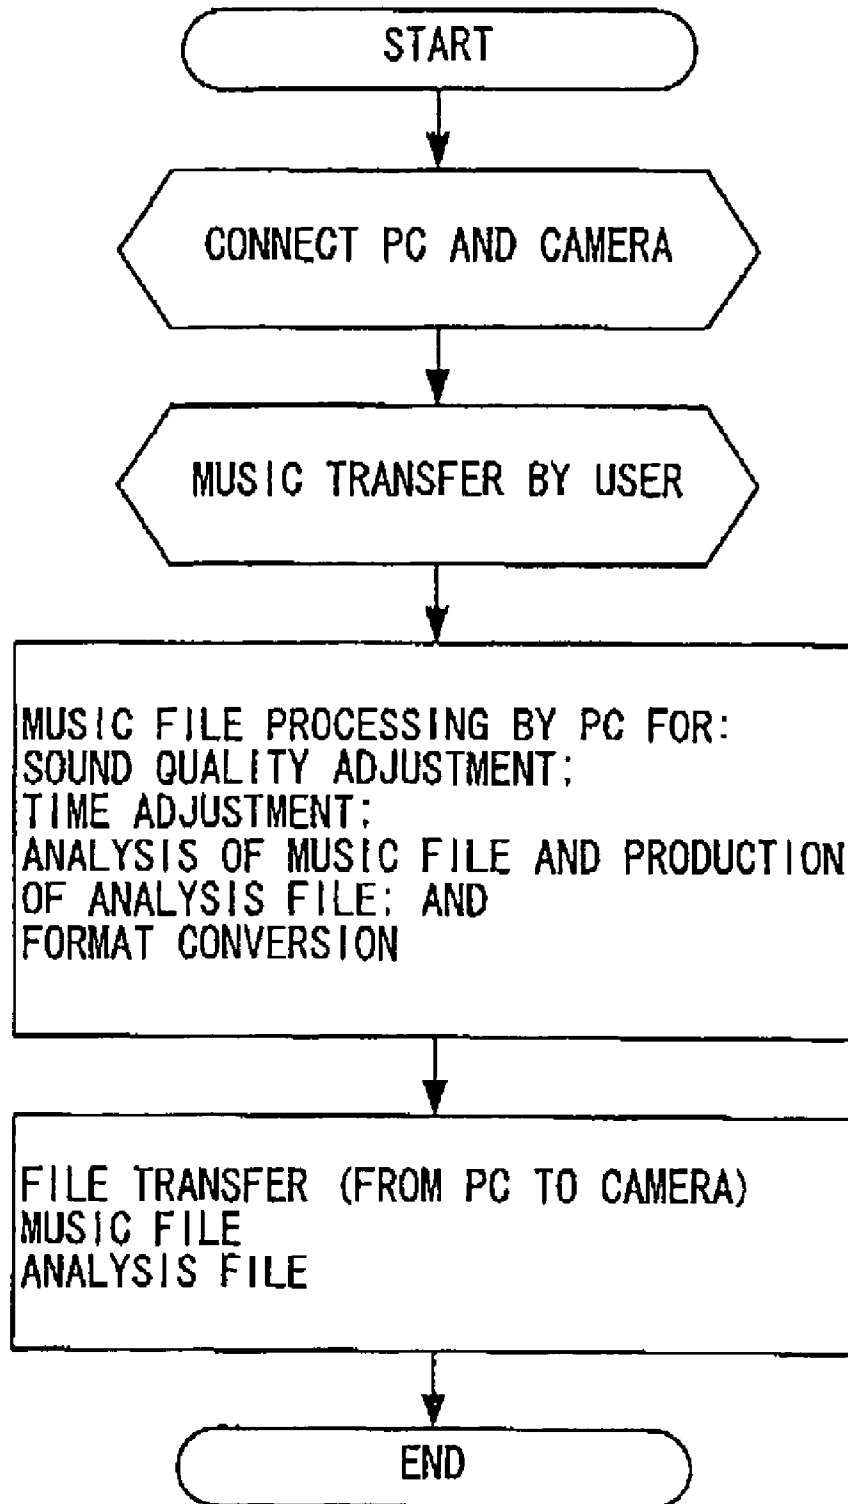 START
CONNECT PC AND CAMERA
MUSIC TRANSFER BY USER
MUSIC FILE PROCESSING BY PC FOR:
SOUND QUALITY ADJUSTMENT;
TIME ADJUSTMENT;
ANALYSIS OF MUSIC FILE AND PRODUCTION
OF ANALYSIS FILE; AND
FORMAT CONVERSION
FILE TRANSFER (FROM PC TO CAMERA)
MUSIC FILE
ANALYSIS FILE
END